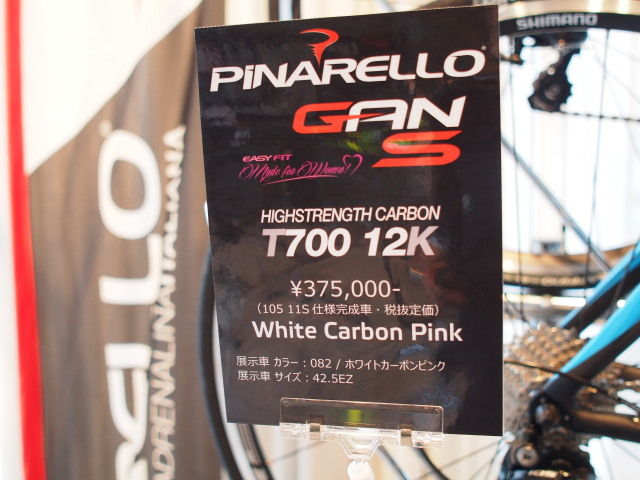 SHIMANO
PINARELLO
GAN
S
EASY FIT
Made for Women
HIGHSTRENGTH CARBON
T700 12K
¥375,000-
(105 11S 仕様完成車・税抜定価)
White Carbon Pink
展示車 カラー : 082 / ホワイトカーボンピンク
展示車 サイズ : 42.5EZ
ADRENALINAITALIANA